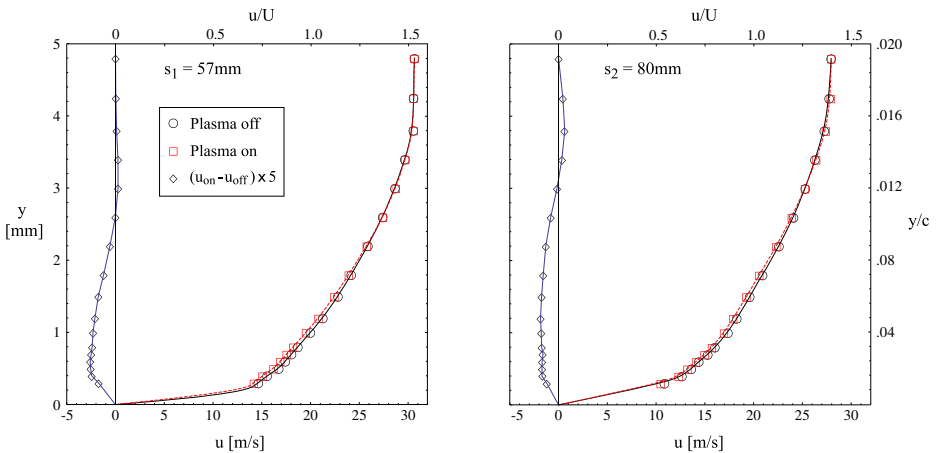 u/U
0 0.5 1.0 1.5
5
4
3
2
1
0
y
[mm]
s1 = 57mm
Plasma off
Plasma on
(uon-uoff) × 5
-5 0 5 10 15 20 25 30
u [m/s]
u/U
0 0.5 1.0 1.5
s2 = 80mm
.020
.016
.012
.08
.04
y/c
-5 0 5 10 15 20 25 30
u [m/s]